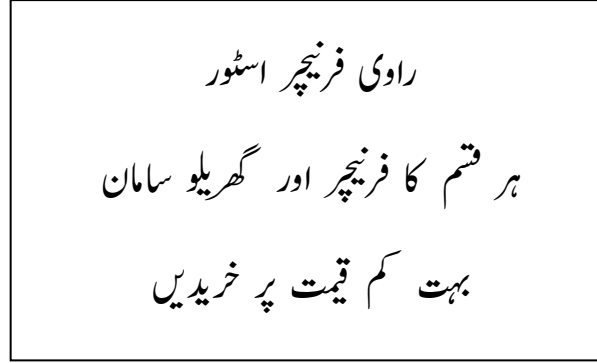 راوی فرنیچر اسٹور
ہر قسم کا فرنیچر اور گھریلو سامان
بہت کم قیمت پر خریدیں